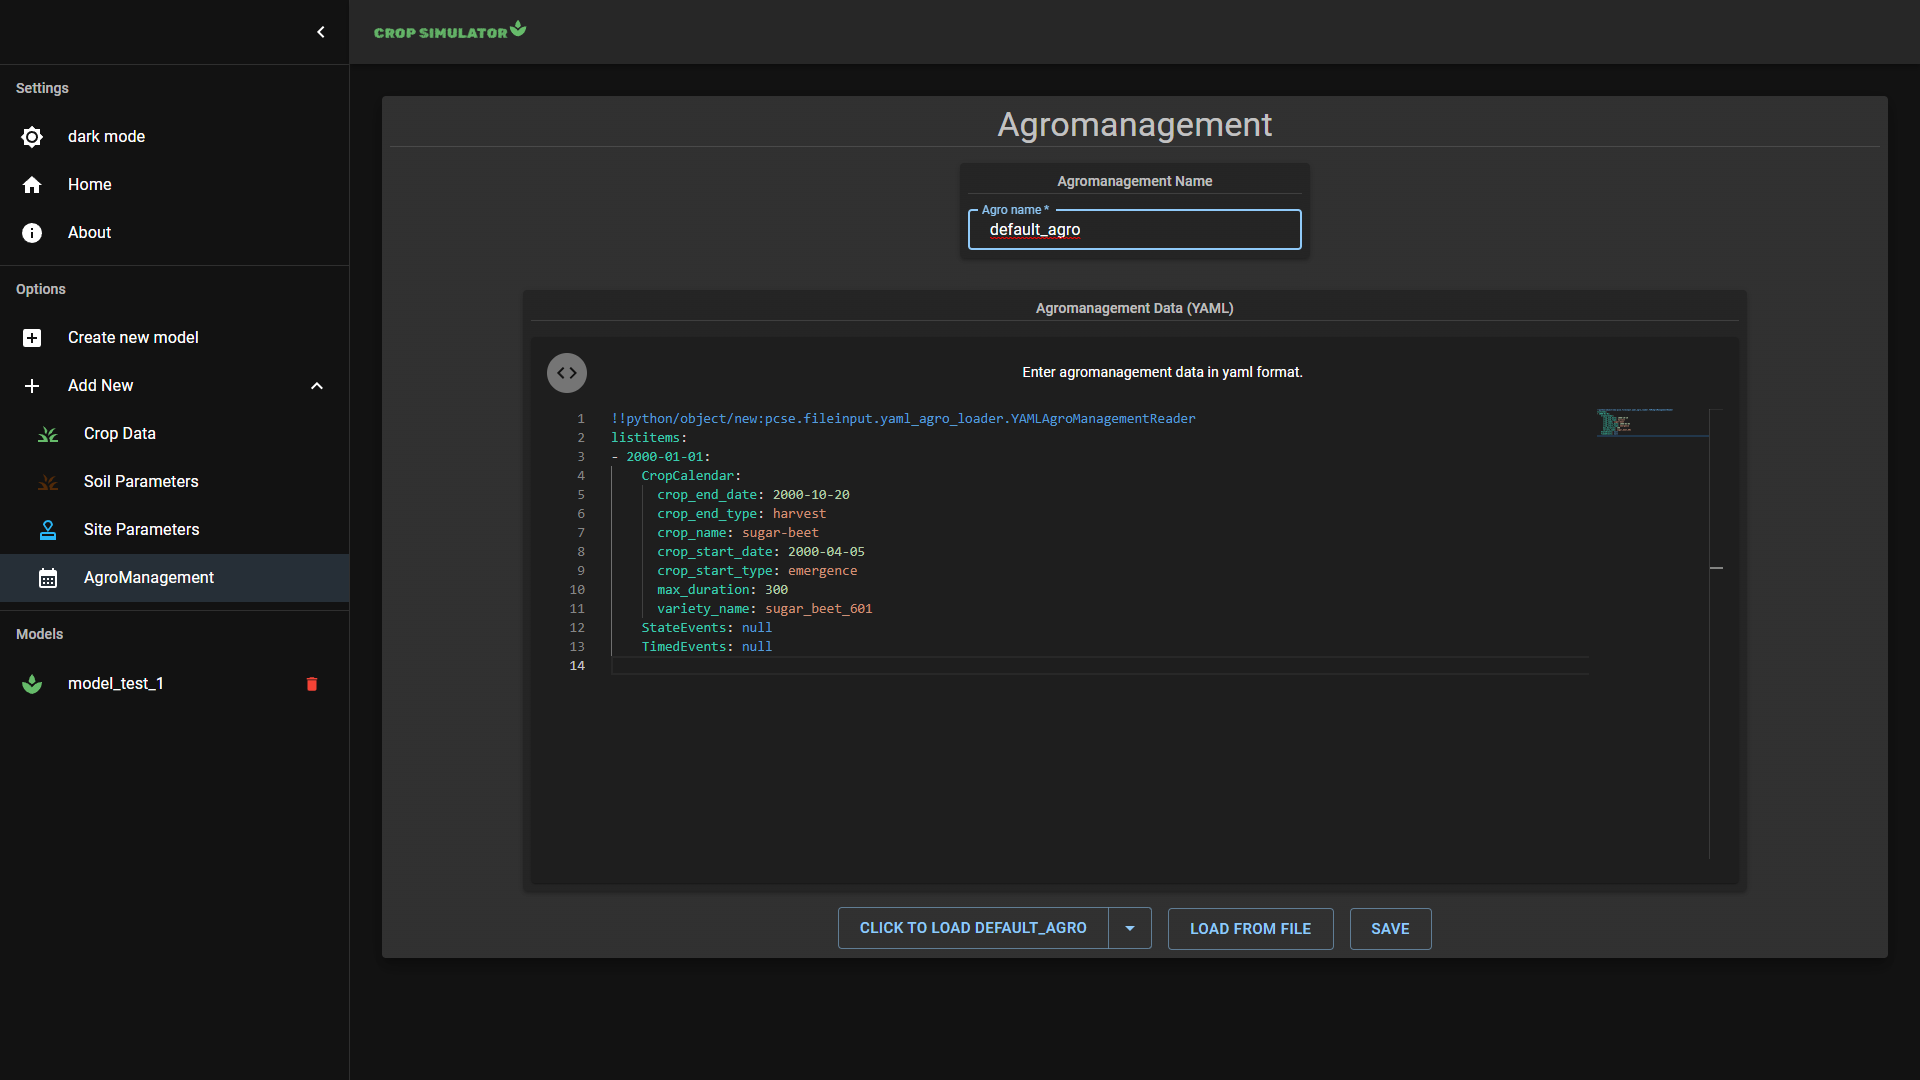 CROP SIMULATOR
Settings
dark mode
Home
About
Options
Create new model
Add New
Crop Data
Soil Parameters
Site Parameters
AgroManagement
Models
model_test_1
Agromanagement
Agromanagement Name
Agro name *
default_agro
Agromanagement Data (YAML)
Enter agromanagement data in yaml format.
1 !!python/object/new:pcse.fileinput.yaml_agro_loader.YAMLAgroManagementReader
2 listitems:
3 - 2000-01-01:
4 CropCalendar:
5 crop_end_date: 2000-10-20
6 crop_end_type: harvest
7 crop_name: sugar-beet
8 crop_start_date: 2000-04-05
9 crop_start_type: emergence
10 max_duration: 300
11 variety_name: sugar_beet_601
12 StateEvents: null
13 TimedEvents: null
14
CLICK TO LOAD DEFAULT_AGRO
LOAD FROM FILE
SAVE